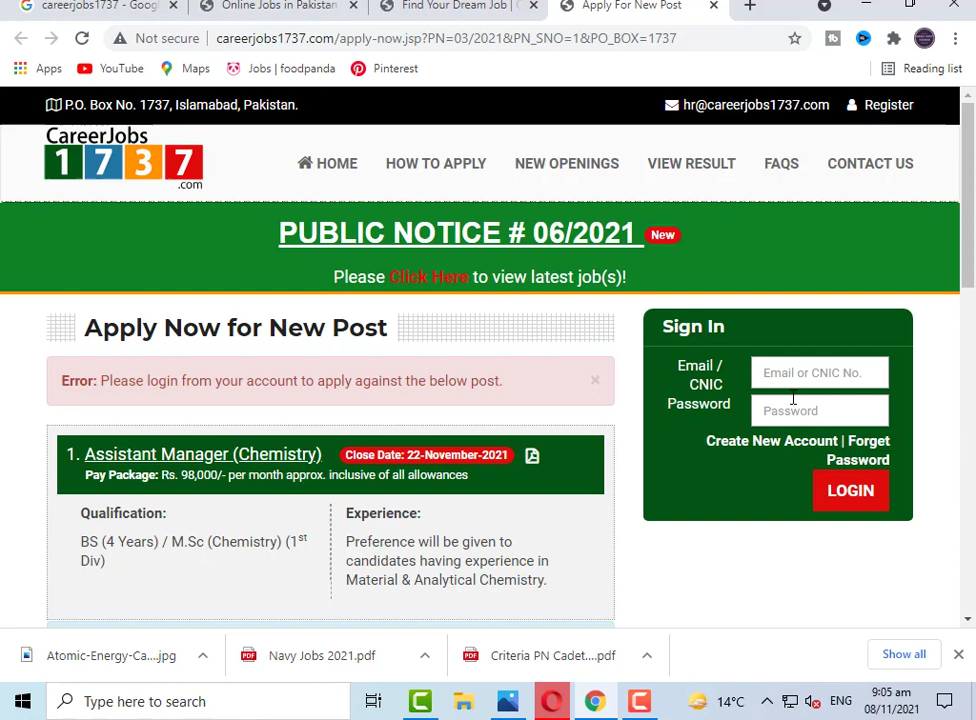 careerjobs1737 - Goog
Online Jobs in Pakistan
Find Your Dream Job |
Apply For New Post
Not secure
careerjobs1737.com/apply-now.jsp?PN=03/2021&PN_SNO=1&PO_BOX=1737
Apps
YouTube
Maps
Jobs | foodpanda
Pinterest
Reading list
P.O. Box No. 1737, Islamabad, Pakistan.
hr@careerjobs1737.com
Register
CareerJobs
1737
.com
HOME
HOW TO APPLY
NEW OPENINGS
VIEW RESULT
FAQS
CONTACT US
PUBLIC NOTICE # 06/2021 New
Please Click Here to view latest job(s)!
Apply Now for New Post
Error: Please login from your account to apply against the below post. ×
1. Assistant Manager (Chemistry) Close Date: 22-November-2021
Pay Package: Rs. 98,000/- per month approx. inclusive of all allowances
Qualification:
BS (4 Years) / M.Sc (Chemistry) (1st
Div)
Experience:
Preference will be given to
candidates having experience in
Material & Analytical Chemistry.
Sign In
Email /
CNIC
Email or CNIC No.
Password
Password
Create New Account | Forget
Password
LOGIN
Atomic-Energy-Ca....jpg
Navy Jobs 2021.pdf
Criteria PN Cadet....pdf
Show all
Type here to search
14°C
ENG
9:05 am
08/11/2021